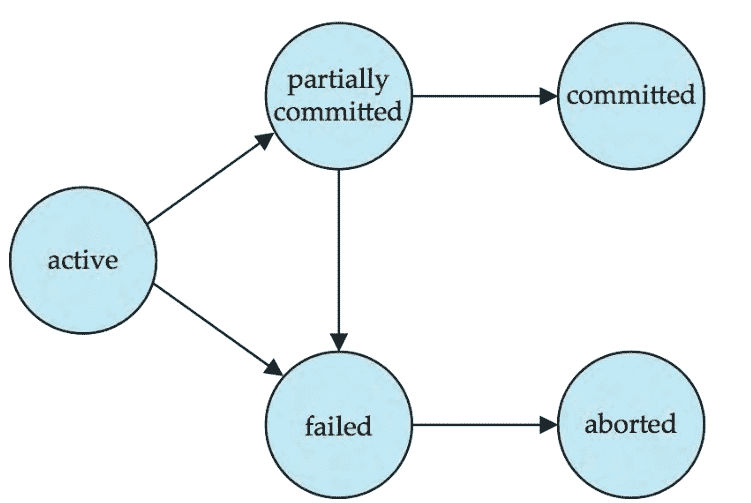 partially
committed
committed
active
failed
aborted